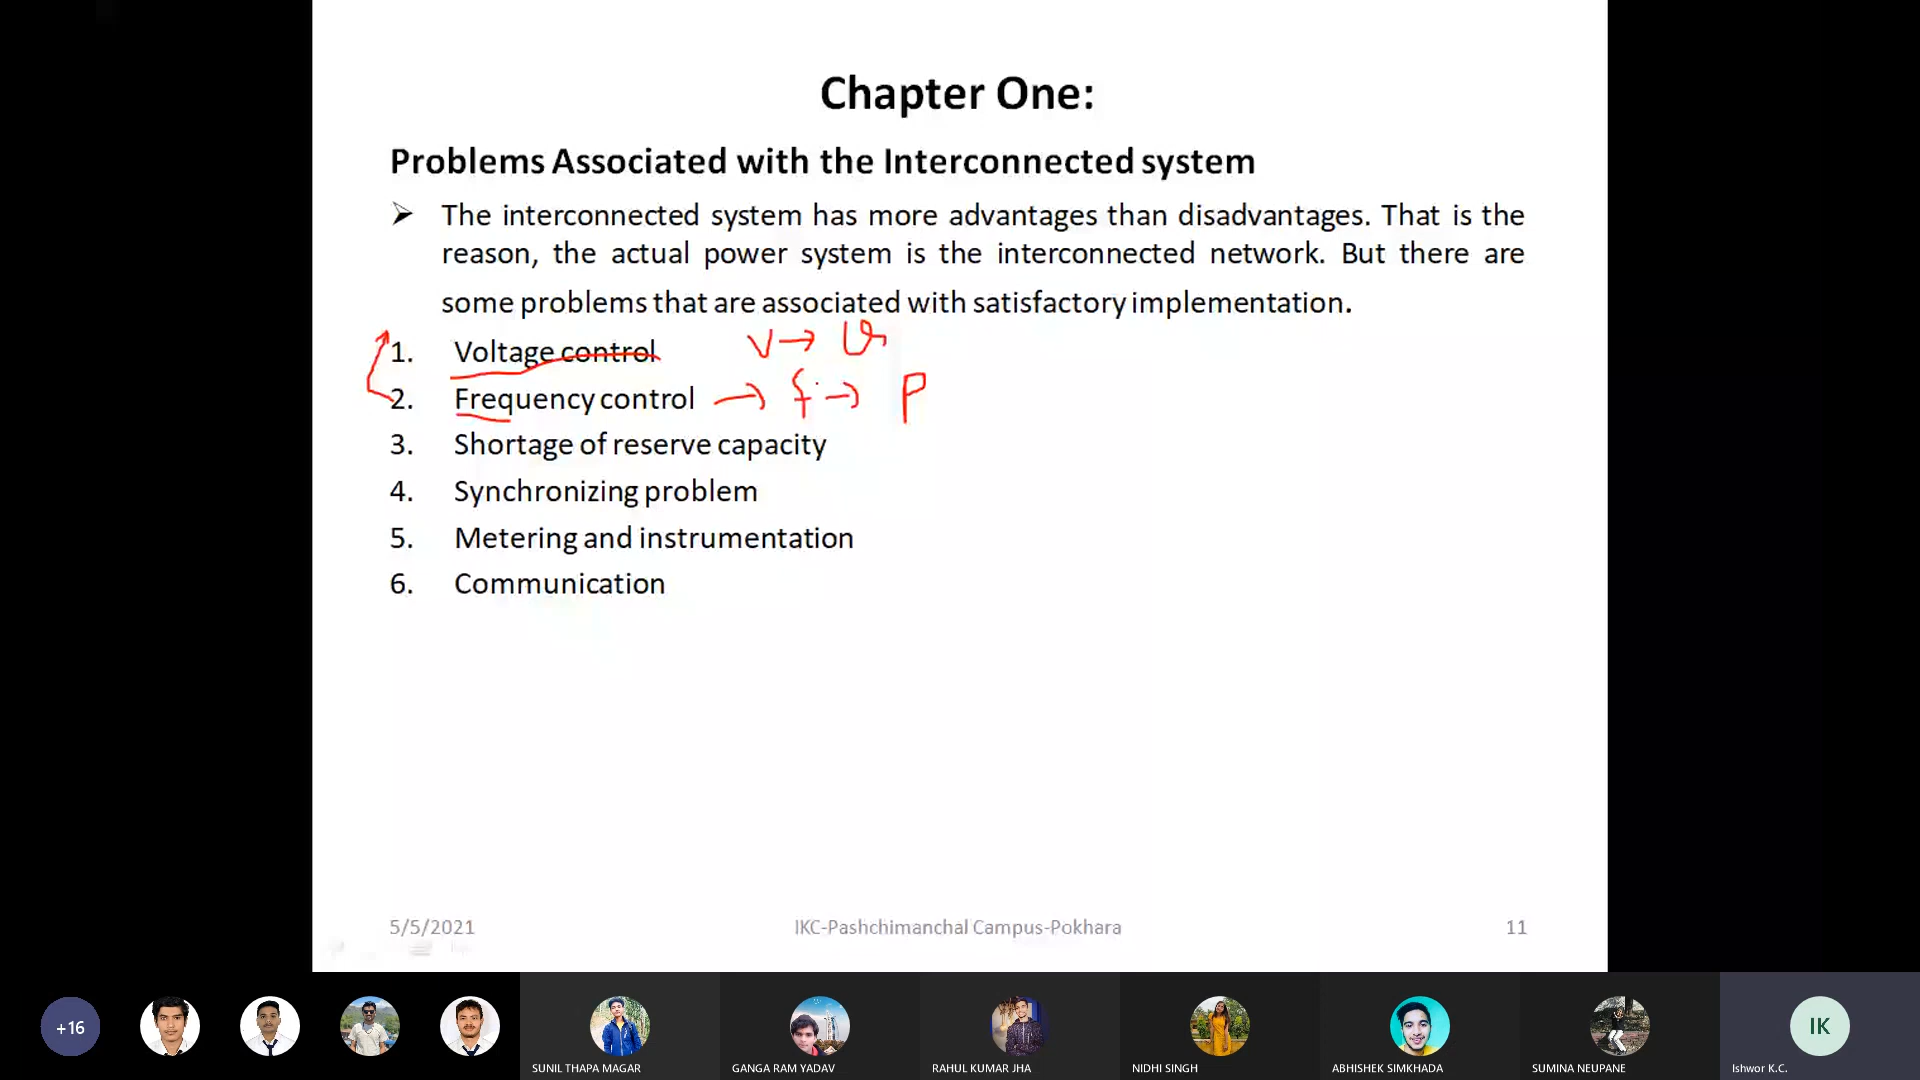 Chapter One:
Problems Associated with the Interconnected system
➢ The interconnected system has more advantages than disadvantages. That is the
reason, the actual power system is the interconnected network. But there are
some problems that are associated with satisfactory implementation.
1. Voltage control V →
2. Frequency control → f → P
3. Shortage of reserve capacity
4. Synchronizing problem
5. Metering and instrumentation
6. Communication
5/5/2021 IKC-Pashchimanchal Campus-Pokhara 11
+16
IK
SUNIL THAPA MAGAR
GANGA RAM YADAV
RAHUL KUMAR JHA
NIDHI SINGH
ABHISHEK SIMKHADA
SUMINA NEUPANE
Ishwor K.C.